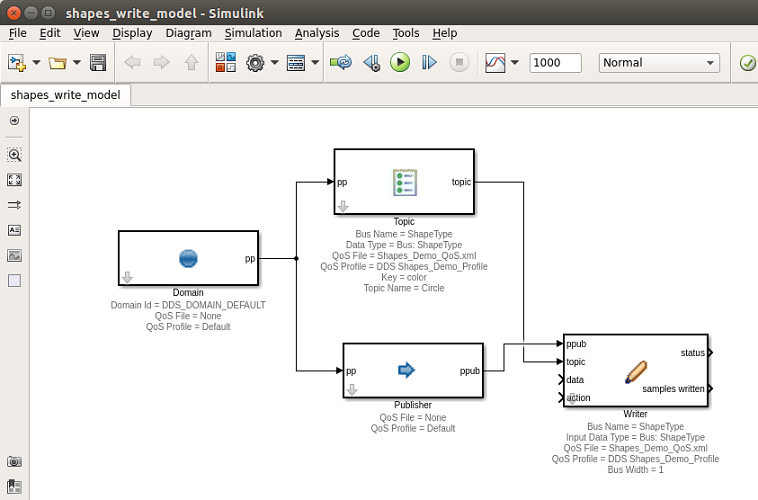 shapes_write_model - Simulink
File Edit View Display Diagram Simulation Analysis Code Tools Help
1000 Normal
shapes_write_model
pp topic
Topic
Bus Name = ShapeType
Data Type = Bus: ShapeType
QoS File = Shapes_Demo_QoS.xml
QoS Profile = DDS Shapes_Demo_Profile
Key = color
Topic Name = Circle
pp
Domain
Domain Id = DDS_DOMAIN_DEFAULT
QoS File = None
QoS Profile = Default
pp ppub
Publisher
QoS File = None
QoS Profile = Default
ppub
topic
data
action
status
samples written
Writer
Bus Name = ShapeType
Input Data Type = Bus: ShapeType
QoS File = Shapes_Demo_QoS.xml
QoS Profile = DDS Shapes_Demo_Profile
Bus Width = 1